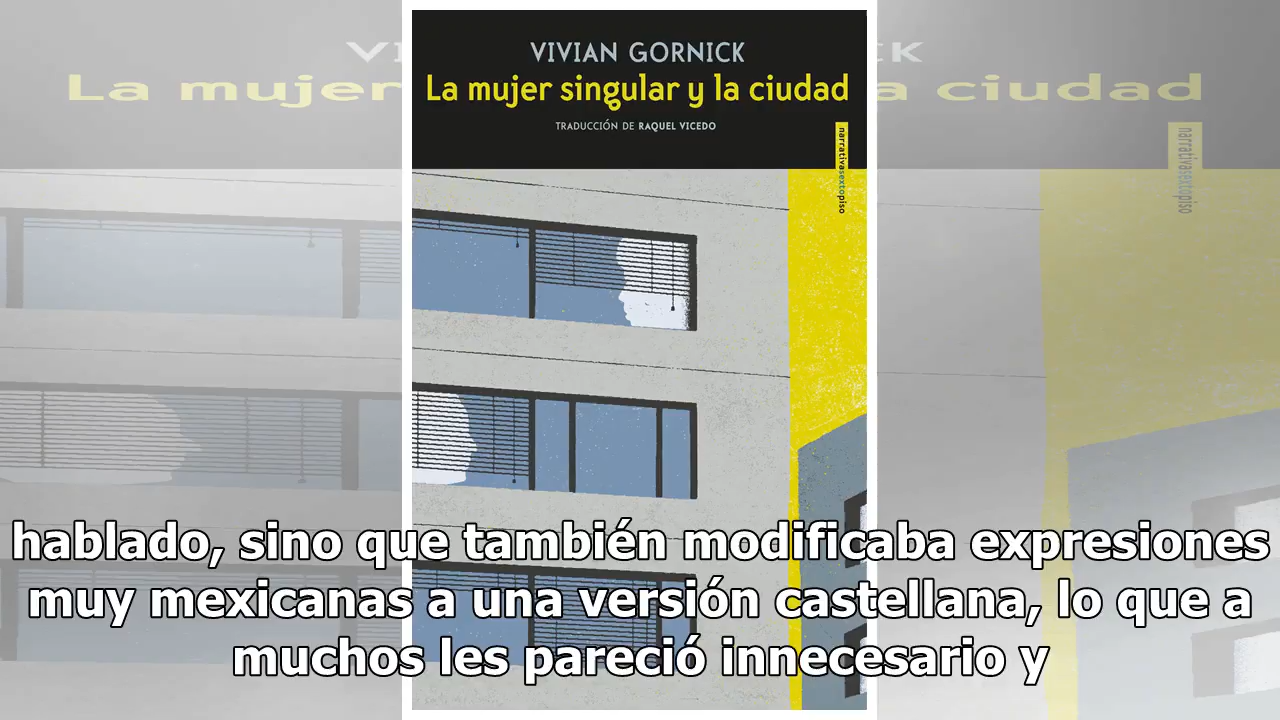 VIVIAN GORNICK
La mujer singular y la ciudad
TRADUCCIÓN DE RAQUEL VICEDO
narrativasextopiso
hablado, sino que también modificaba expresiones
muy mexicanas a una versión castellana, lo que a
muchos les pareció innecesario y